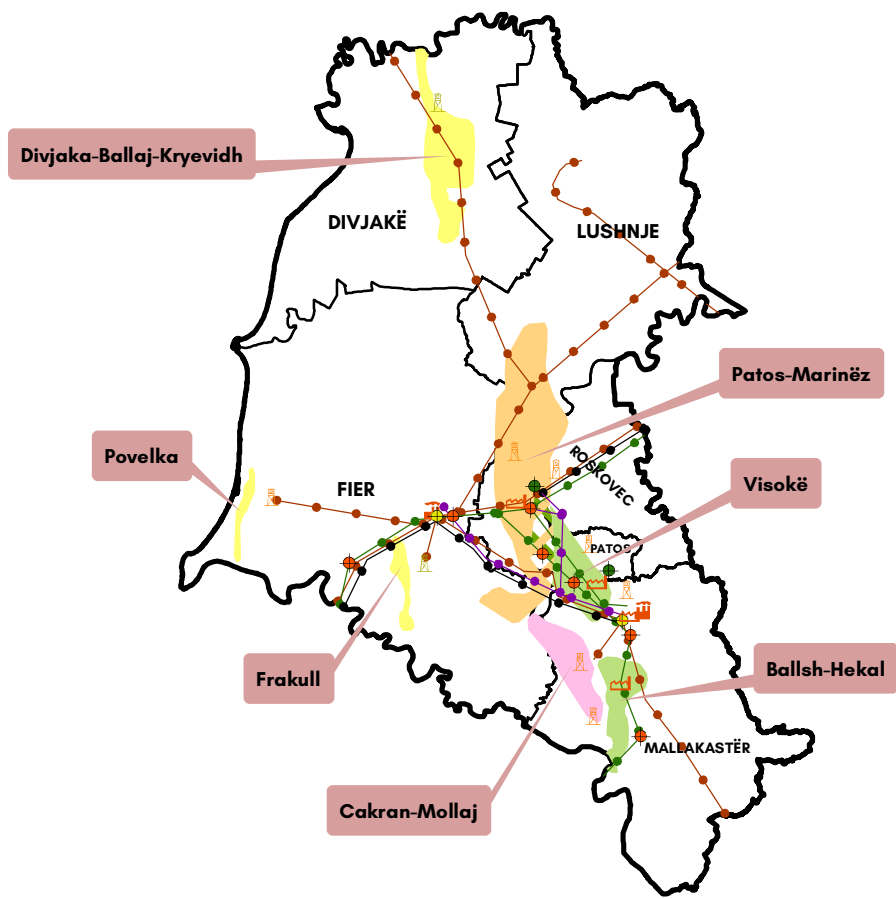 Divjaka-Ballaj-Kryevidh
DIVJAKË
LUSHNJE
Patos-Marinëz
Povelka
FIER
ROSKOVEC
Visokë
PATOS
Frakull
Ballsh-Hekal
MALLAKASTËR
Cakran-Mollaj